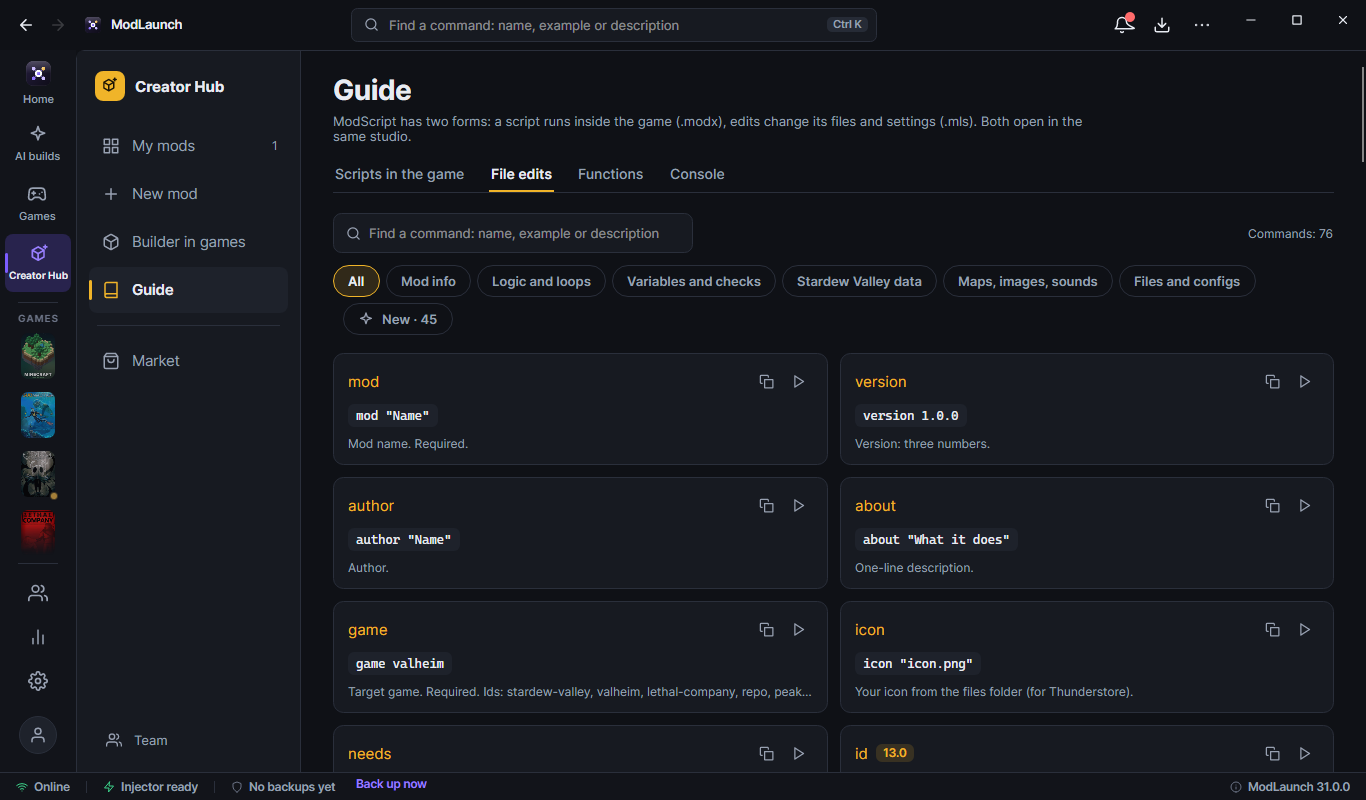 ModLaunch
Find a command: name, example or description
Ctrl K
Home
AI builds
Games
Creator Hub
GAMES
MINECRAFT
LETHAL
COMPANY
Creator Hub
My mods
1
New mod
Builder in games
Guide
Market
Team
Guide
ModScript has two forms: a script runs inside the game (.modx), edits change its files and settings (.mls). Both open in the
same studio.
Scripts in the game
File edits
Functions
Console
Find a command: name, example or description
Commands: 76
All
Mod info
Logic and loops
Variables and checks
Stardew Valley data
Maps, images, sounds
Files and configs
New · 45
mod
mod "Name"
Mod name. Required.
version
version 1.0.0
Version: three numbers.
author
author "Name"
Author.
about
about "What it does"
One-line description.
game
game valheim
Target game. Required. Ids: stardew-valley, valheim, lethal-company, repo, peak...
icon
icon "icon.png"
Your icon from the files folder (for Thunderstore).
needs
id
13.0
Online
Injector ready
No backups yet
Back up now
ModLaunch 31.0.0